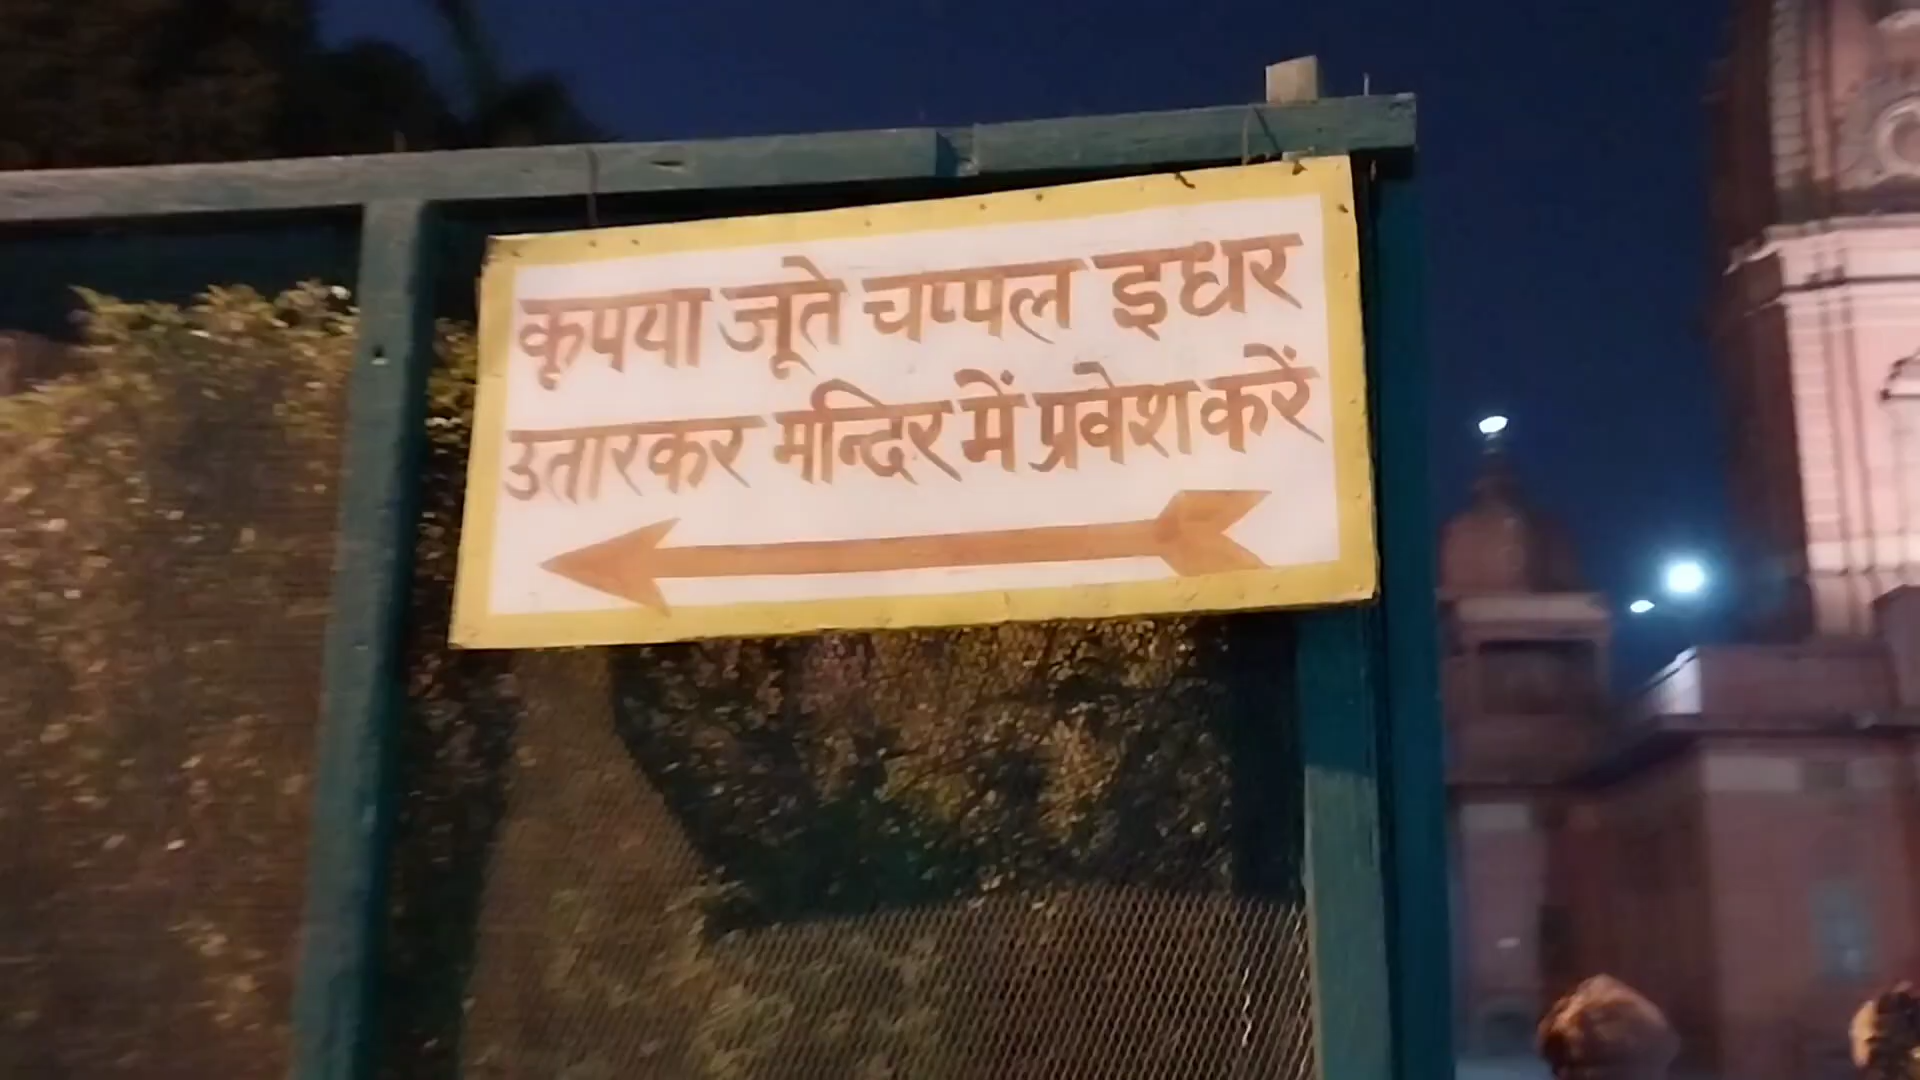 कृपया जूते चप्पल इधर
उतारकर मन्दिर में प्रवेश करें